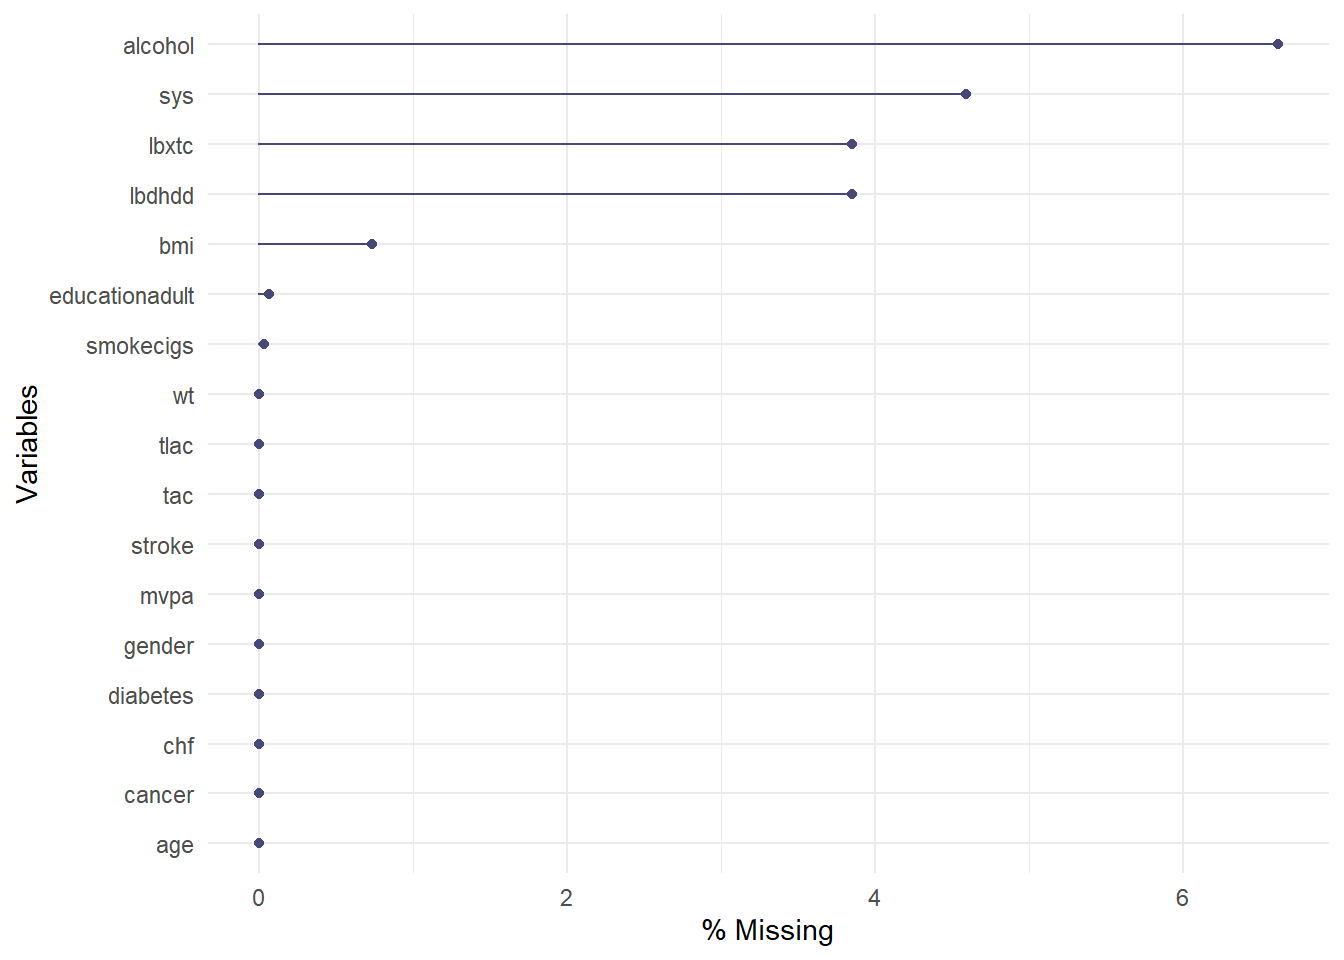 alcohol
sys
lbxtc
lbdhdd
bmi
educationadult
smokecigs
wt
tlac
tac
stroke
mvpa
gender
diabetes
chf
cancer
age
Variables
0 2 4 6
% Missing